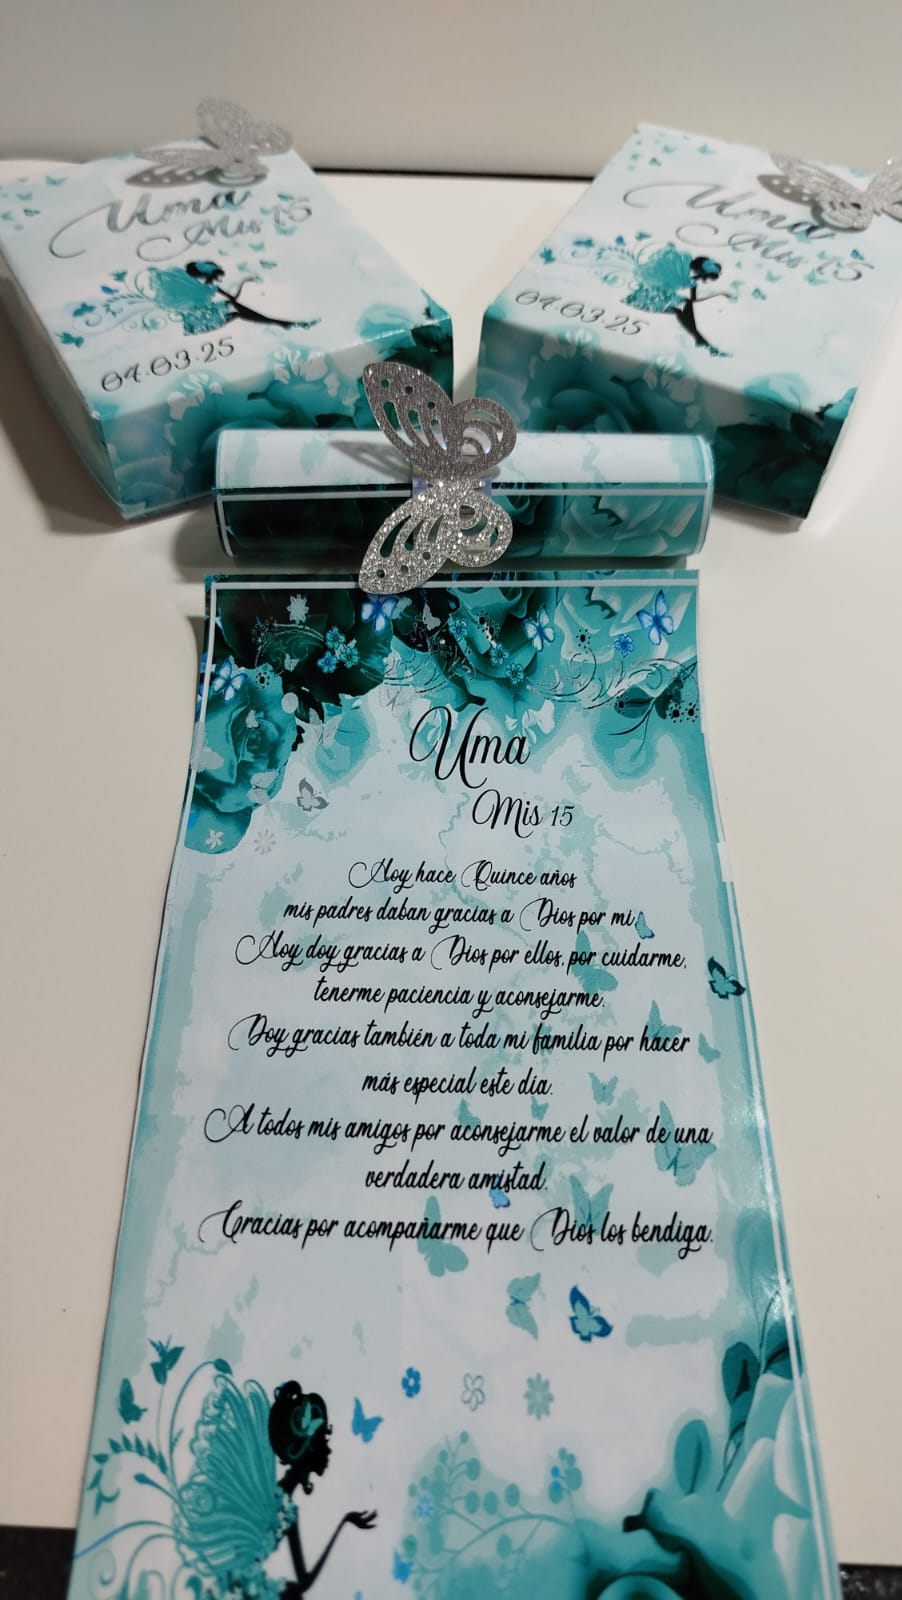 Uma
Mis 15
04.03.25
Uma
Mis 15
04.03.25
Uma
Mis 15
Hoy hace Quince años
mis padres daban gracias a Dios por mi,
Hoy doy gracias a Dios por ellos, por cuidarme,
tenerme paciencia y aconsejarme.
Doy gracias también a toda mi familia por hacer
más especial este día.
A todos mis amigos por aconsejarme el valor de una
verdadera amistad.
Gracias por acompañarme que Dios los bendiga.